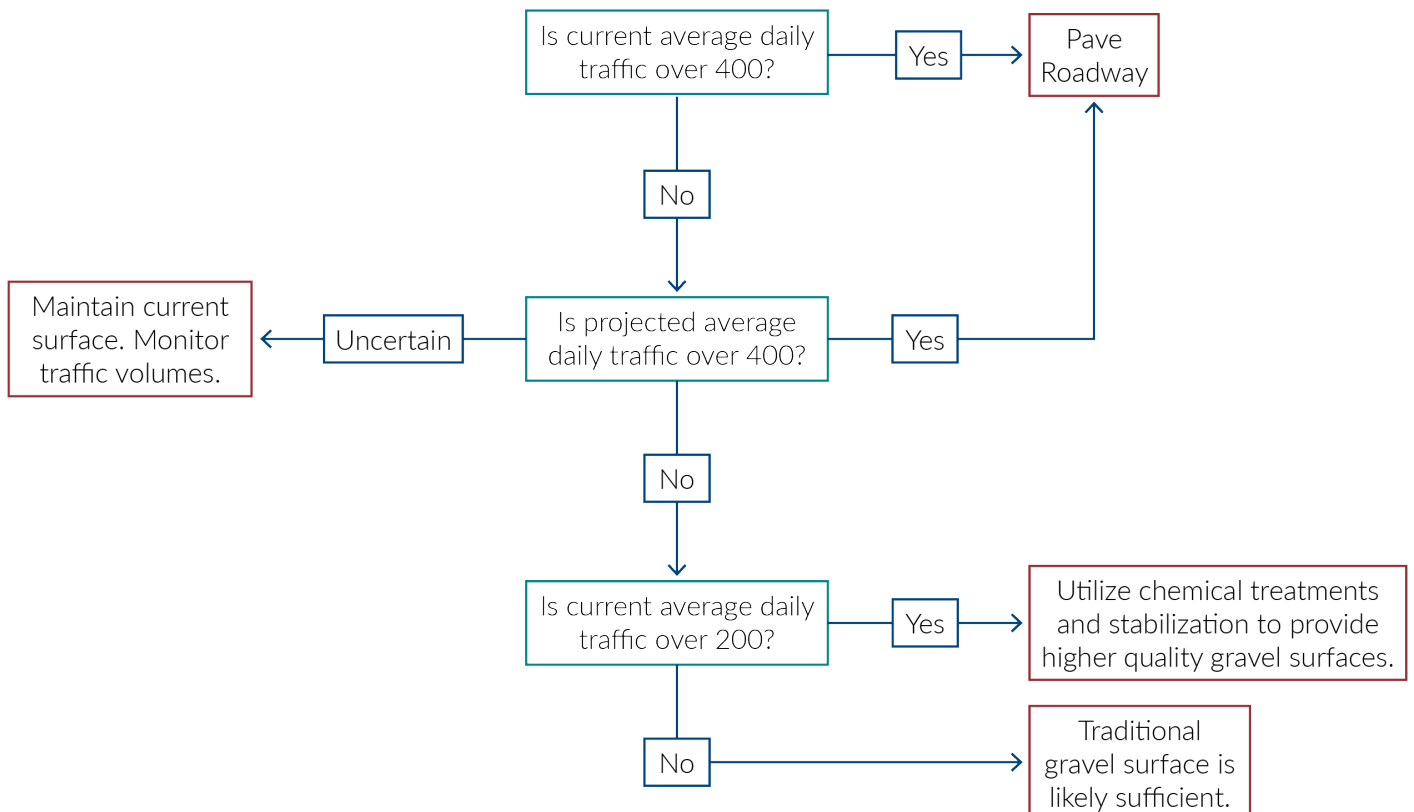 Is current average daily
traffic over 400?
Yes
Pave
Roadway
No
Maintain current
surface. Monitor
traffic volumes.
Uncertain
Is projected average
daily traffic over 400?
Yes
No
Is current average daily
traffic over 200?
Yes
Utilize chemical treatments
and stabilization to provide
higher quality gravel surfaces.
No
Traditional
gravel surface is
likely sufficient.